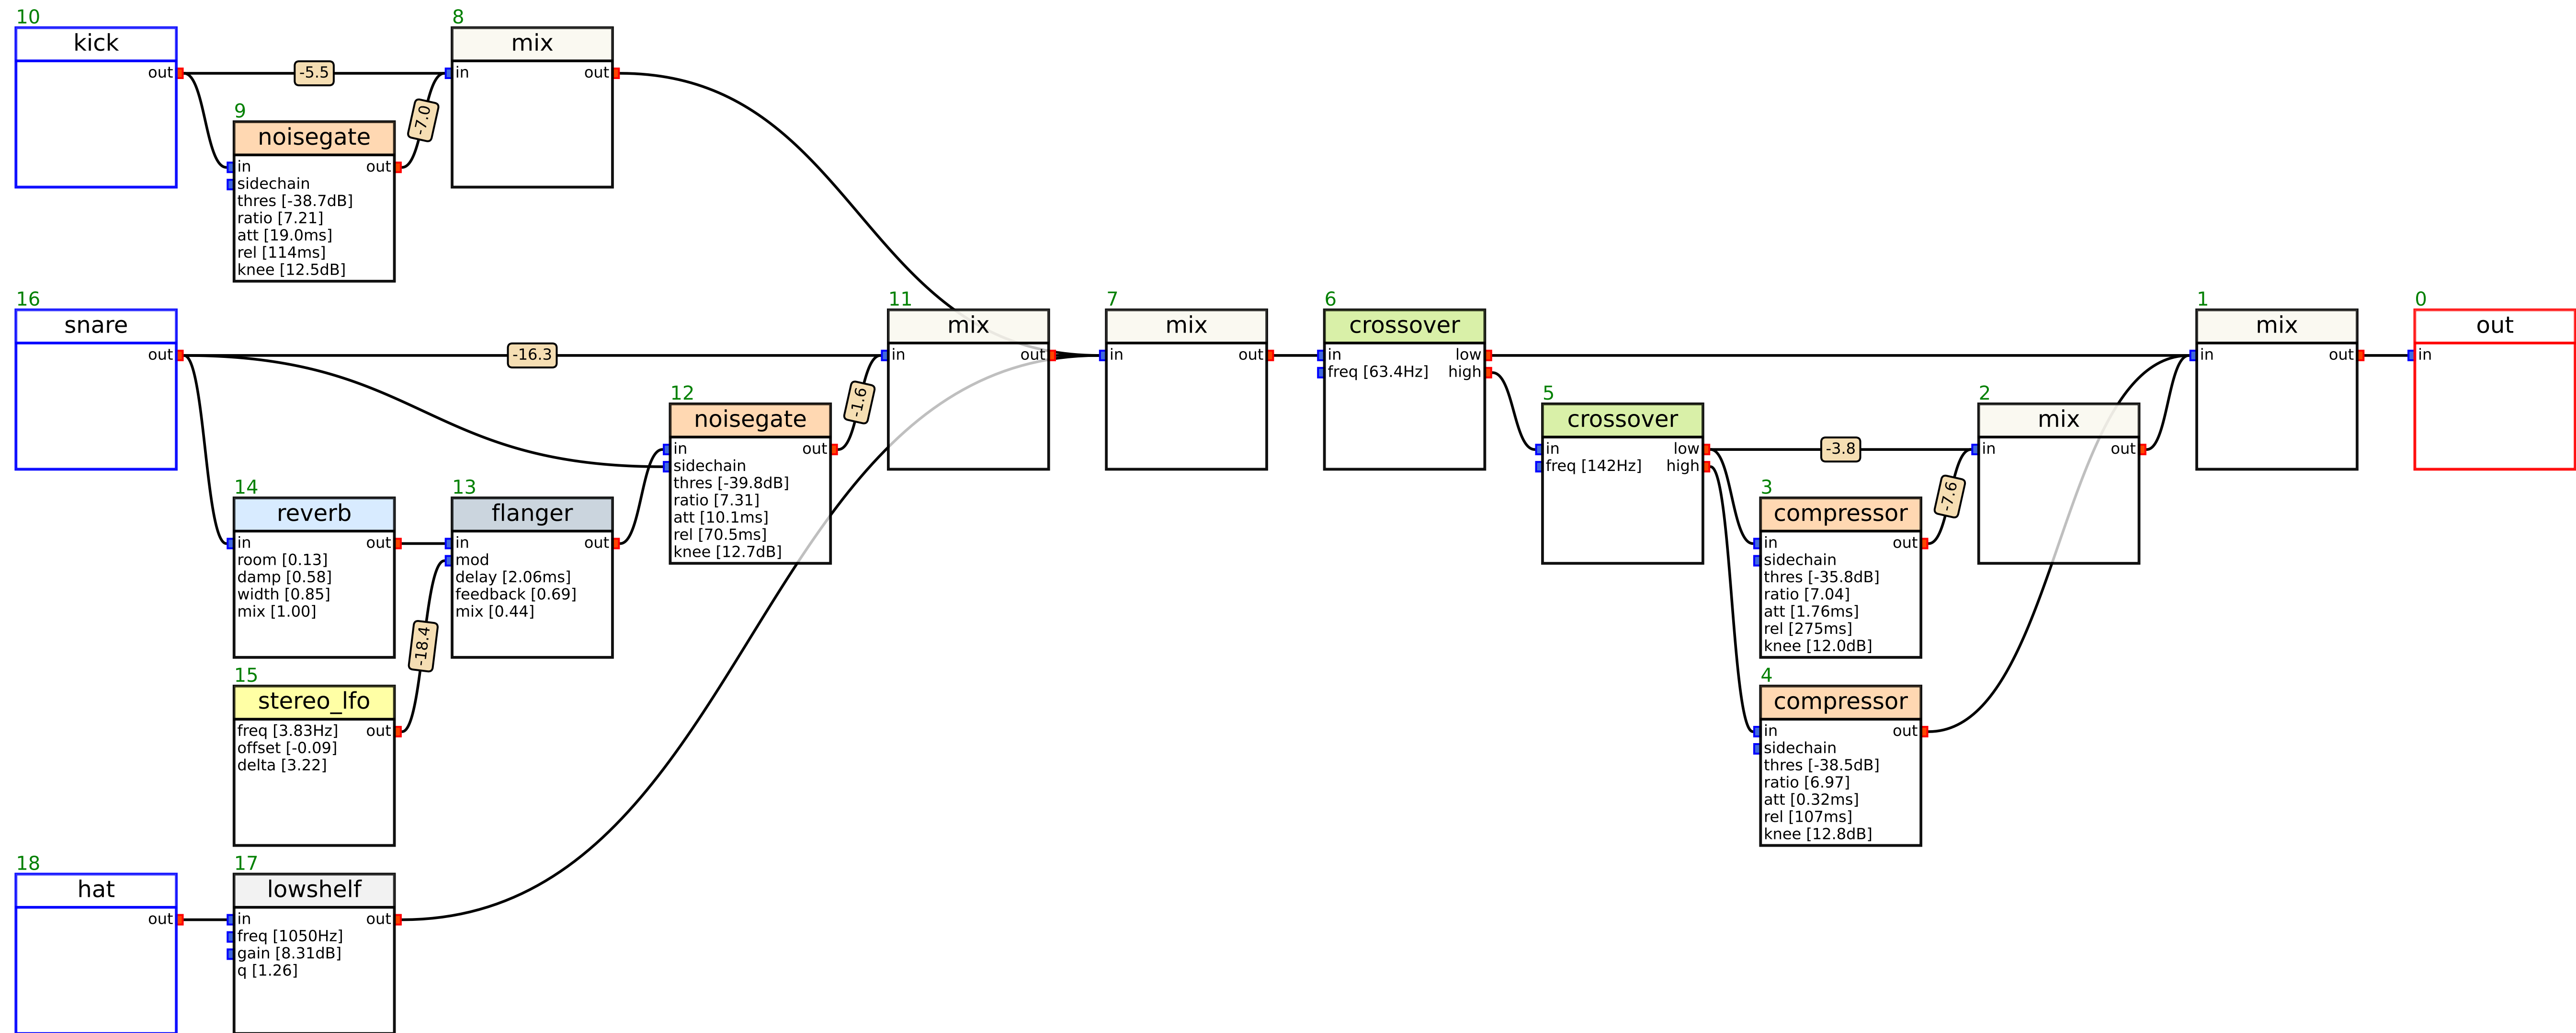 10
kick
out
-5.5
8
mix
in
out
9
noisegate
in
out
sidechain
thres [-38.7dB]
ratio [7.21]
att [19.0ms]
rel [114ms]
knee [12.5dB]
-7.0
16
snare
out
-16.3
11
mix
in
out
7
mix
in
out
6
crossover
in
low
freq [63.4Hz]
high
1
mix
in
out
0
out
in
12
noisegate
in
out
sidechain
thres [-39.8dB]
ratio [7.31]
att [10.1ms]
rel [70.5ms]
knee [12.7dB]
-1.6
5
crossover
in
low
freq [142Hz]
high
-3.8
2
mix
in
out
14
reverb
in
out
room [0.13]
damp [0.58]
width [0.85]
mix [1.00]
13
flanger
in
out
mod
delay [2.06ms]
feedback [0.69]
mix [0.44]
-18.4
3
compressor
in
out
sidechain
thres [-35.8dB]
ratio [7.04]
att [1.76ms]
rel [275ms]
knee [12.0dB]
-7.6
15
stereo_lfo
freq [3.83Hz]
out
offset [-0.09]
delta [3.22]
4
compressor
in
out
sidechain
thres [-38.5dB]
ratio [6.97]
att [0.32ms]
rel [107ms]
knee [12.8dB]
18
hat
out
17
lowshelf
in
out
freq [1050Hz]
gain [8.31dB]
q [1.26]